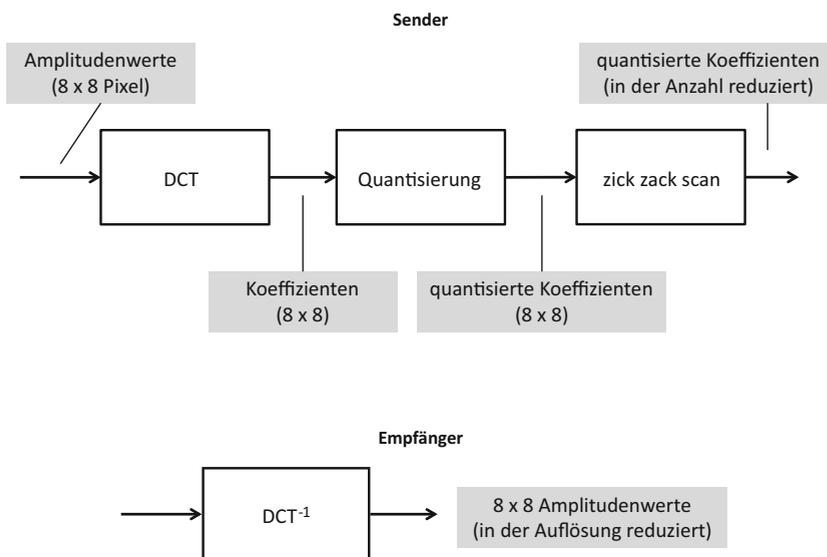 Sender
Amplitudenwerte
(8 x 8 Pixel)
quantisierte Koeffizienten
(in der Anzahl reduziert)
DCT
Quantisierung
zick zack scan
Koeffizienten
(8 x 8)
quantisierte Koeffizienten
(8 x 8)
Empfänger
DCT-1
8 x 8 Amplitudenwerte
(in der Auflösung reduziert)